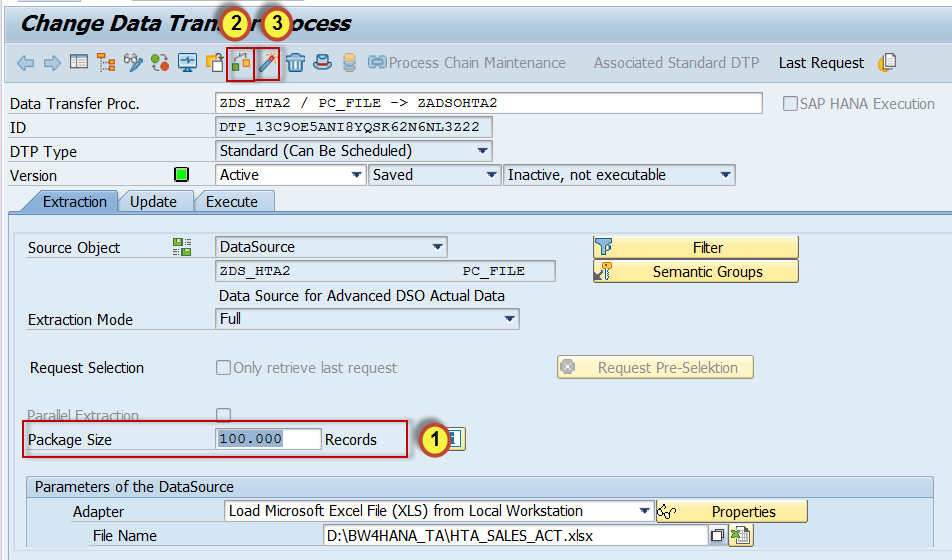 Change Data Transfer Process
2
3
Process Chain Maintenance
Associated Standard DTP
Last Request
Data Transfer Proc.
ZDS_HTA2 / PC_FILE -> ZADSOHTA2
SAP HANA Execution
ID
DTP_13C9OE5ANI8YQSK62N6NL3Z22
DTP Type
Standard (Can Be Scheduled)
Version
Active
Saved
Inactive, not executable
Extraction
Update
Execute
Source Object
DataSource
Filter
ZDS_HTA2 PC_FILE
Semantic Groups
Data Source for Advanced DSO Actual Data
Extraction Mode
Full
Request Selection
Only retrieve last request
Request Pre-Selektion
Parallel Extraction
Package Size
100.000
Records
1
Parameters of the DataSource
Adapter
Load Microsoft Excel File (XLS) from Local Workstation
Properties
File Name
D:\BW4HANA_TA\HTA_SALES_ACT.xlsx